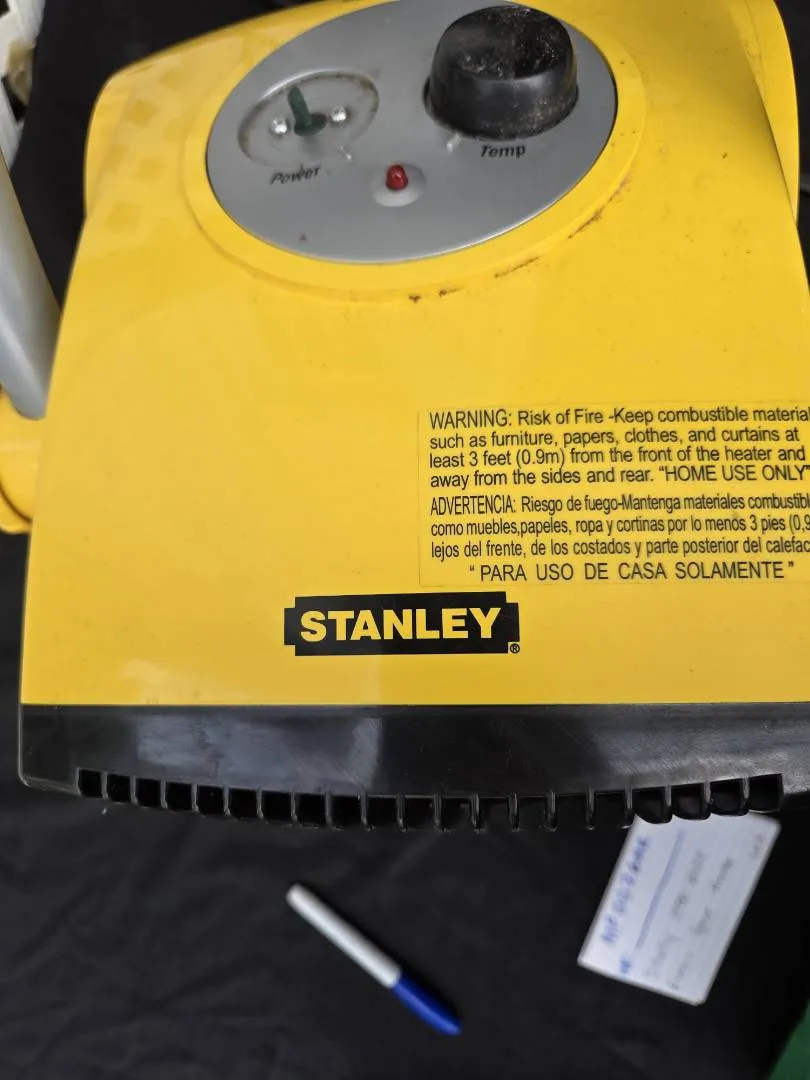 Power
Temp
WARNING: Risk of Fire -Keep combustible material
such as furniture, papers, clothes, and curtains at
least 3 feet (0.9m) from the front of the heater and
away from the sides and rear. "HOME USE ONLY"
ADVERTENCIA: Riesgo de fuego-Mantenga materiales combustibl
como muebles,papeles, ropa y cortinas por lo menos 3 pies (0,9
lejos del frente, de los costados y parte posterior del calefac
" PARA USO DE CASA SOLAMENTE "
STANLEY®